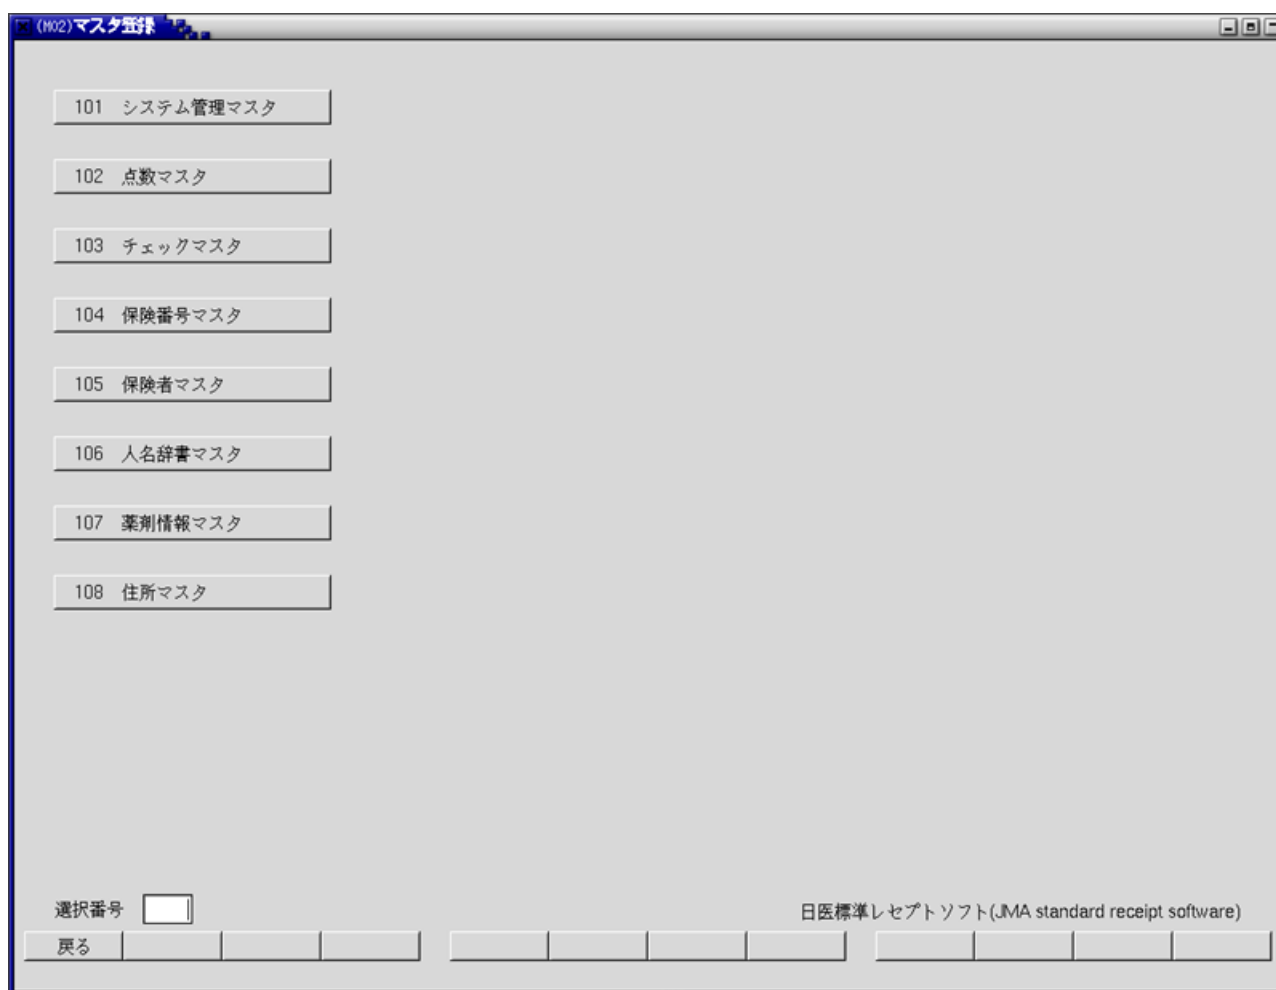 (M02)マスタ登録
101 システム管理マスタ
102 点数マスタ
103 チェックマスタ
104 保険番号マスタ
105 保険者マスタ
106 人名辞書マスタ
107 薬剤情報マスタ
108 住所マスタ
選択番号
日医標準レセプトソフト(JMA standard receipt software)
戻る